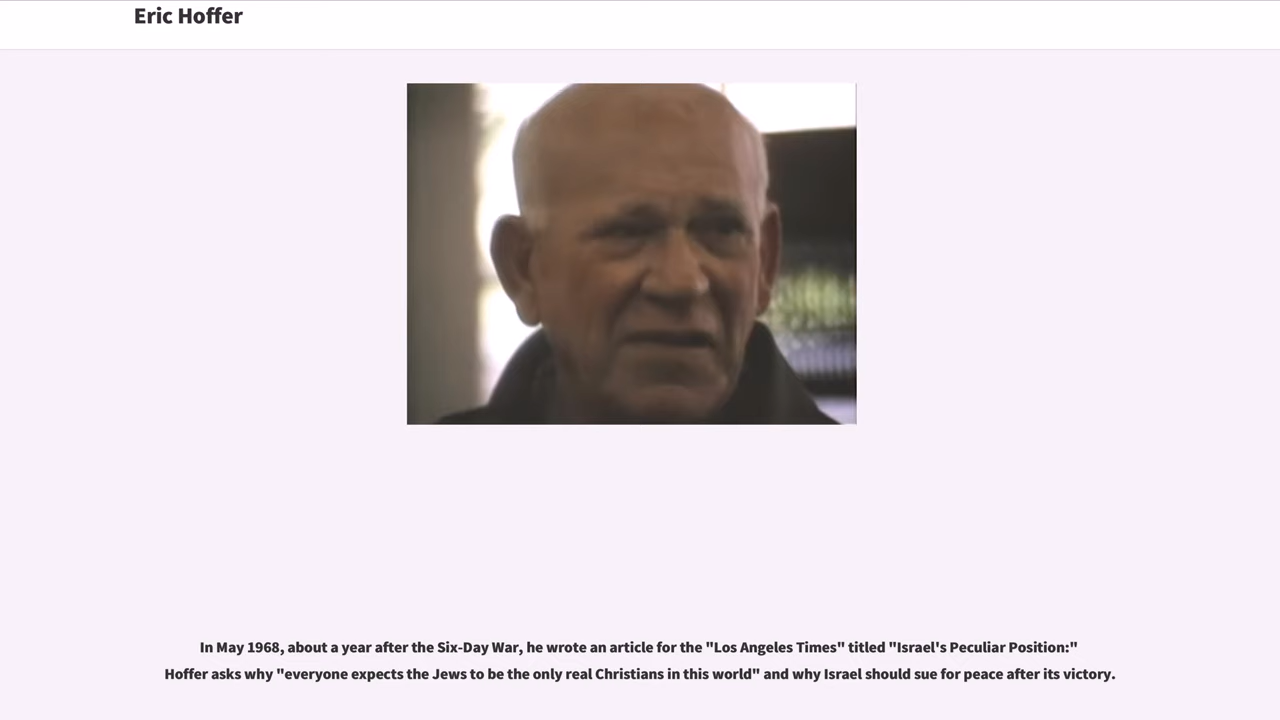 Eric Hoffer
In May 1968, about a year after the Six-Day War, he wrote an article for the "Los Angeles Times" titled "Israel's Peculiar Position:"
Hoffer asks why "everyone expects the Jews to be the only real Christians in this world" and why Israel should sue for peace after its victory.